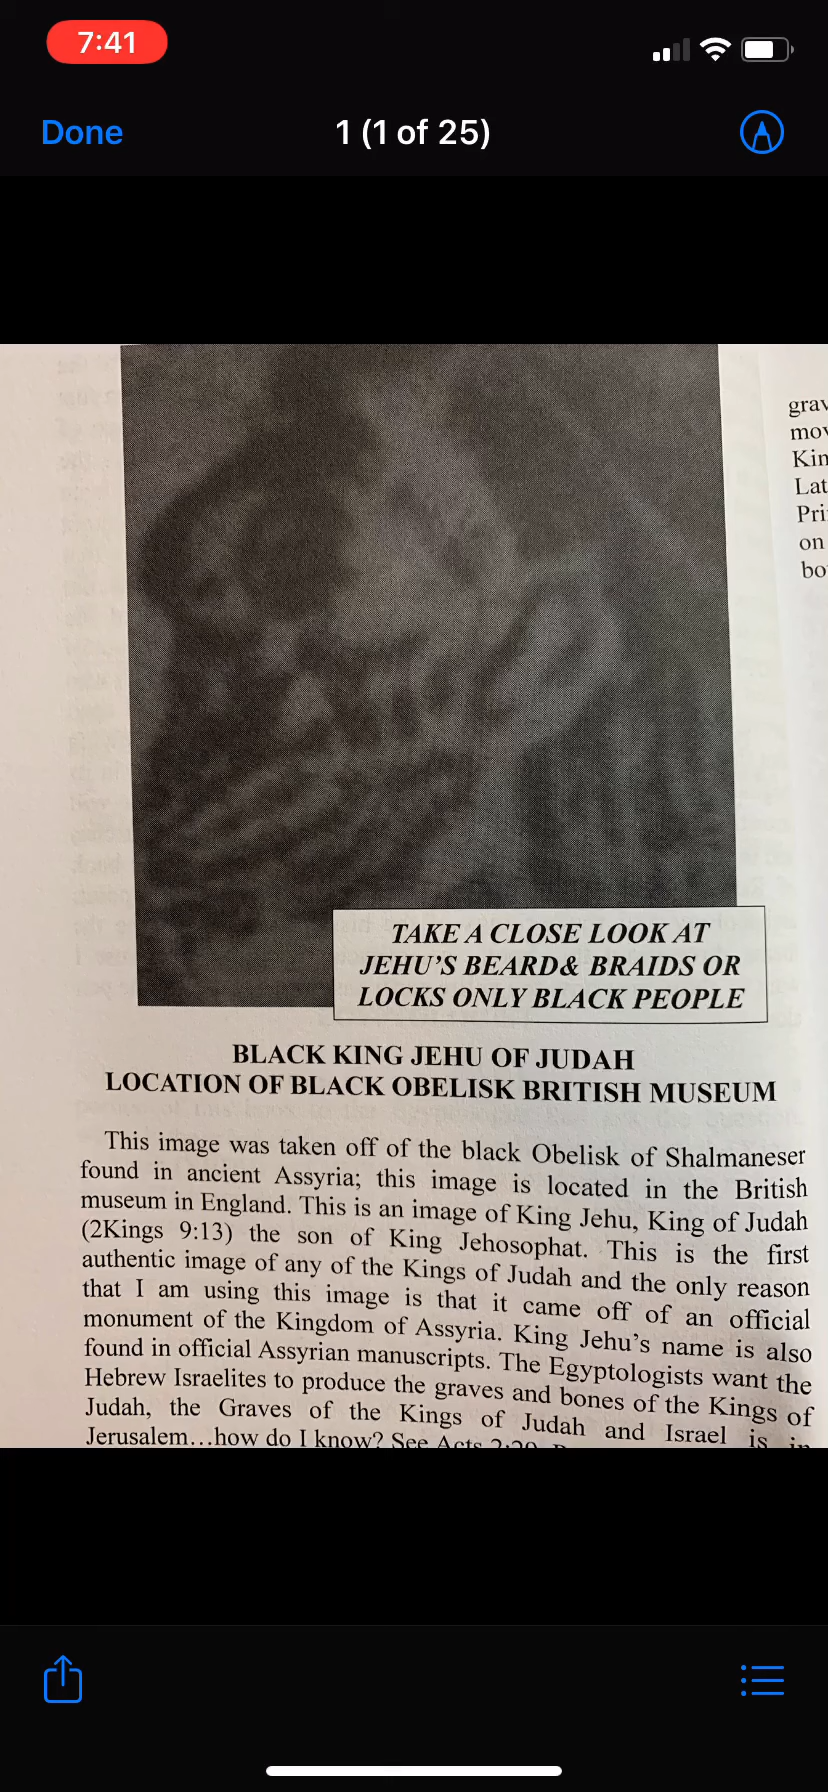 7:41
Done
1 (1 of 25)
grav
mov
Kin
Lat
Pri
on
bo
TAKE A CLOSE LOOK AT
JEHU'S BEARD& BRAIDS OR
LOCKS ONLY BLACK PEOPLE
BLACK KING JEHU OF JUDAH
LOCATION OF BLACK OBELISK BRITISH MUSEUM
This image was taken off of the black Obelisk of Shalmaneser
found in ancient Assyria; this image is located in the British
museum in England. This is an image of King Jehu, King of Judah
(2Kings 9:13) the son of King Jehosophat. This is the first
authentic image of any of the Kings of Judah and the only reason
that I am using this image is that it came off of an official
monument of the Kingdom of Assyria. King Jehu's name is also
found in official Assyrian manuscripts. The Egyptologists want the
Hebrew Israelites to produce the graves and bones of the Kings of
Judah, the Graves of the Kings of Judah and Israel is in
Jerusalem...how do I know? See Acts 2:29